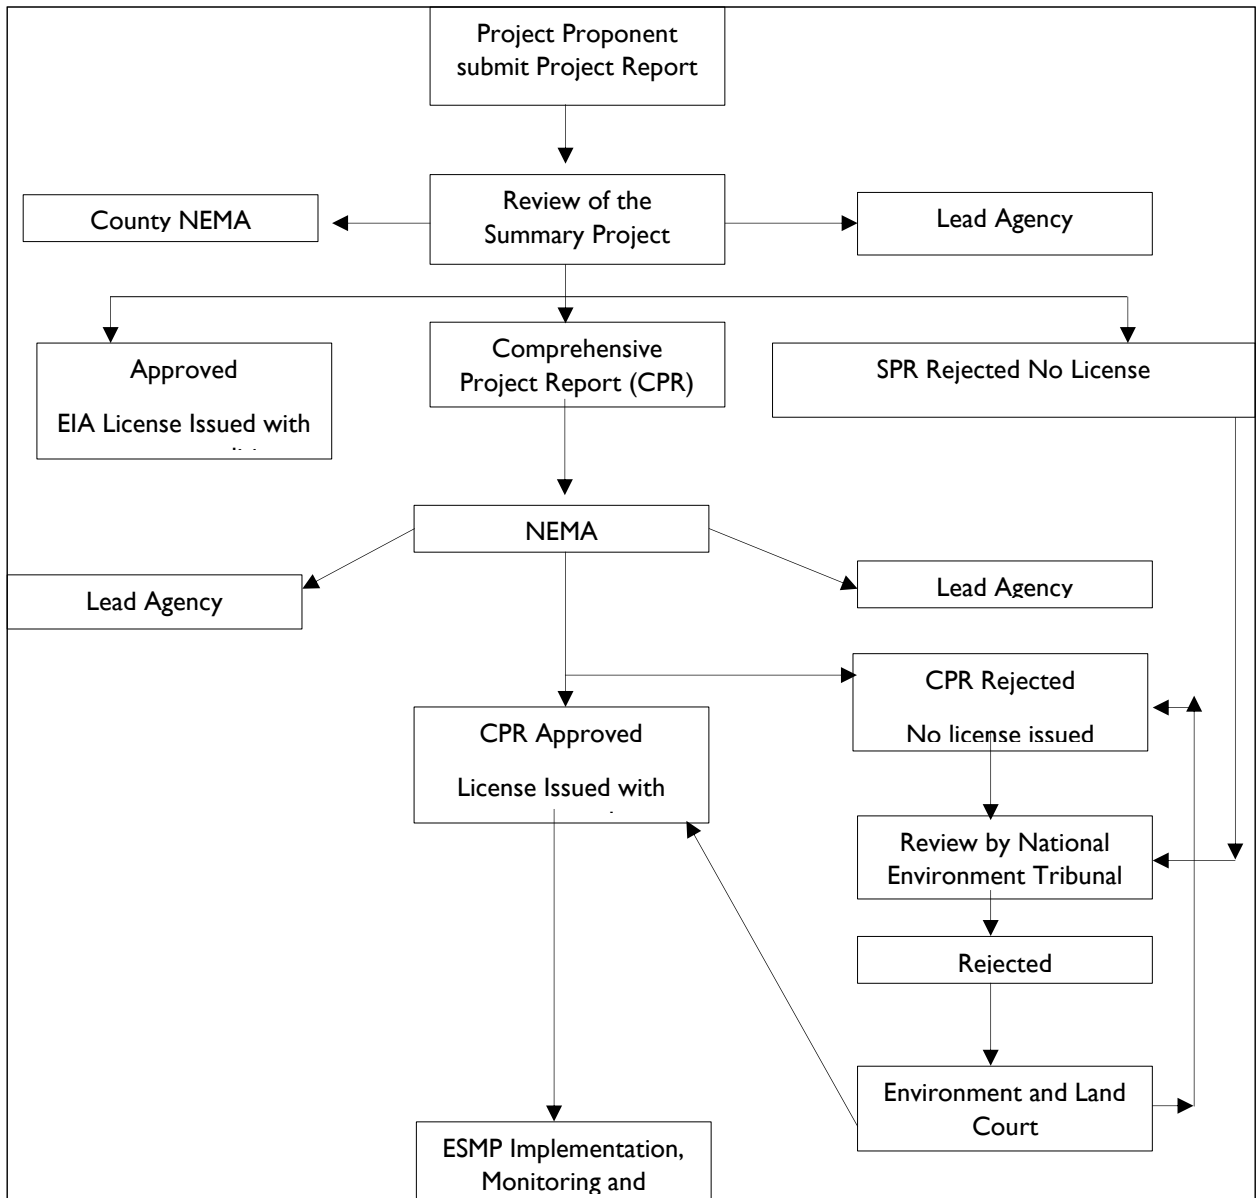 Project Proponent
submit Project Report
County NEMA
Review of the
Summary Project
Lead Agency
Approved
EIA License Issued with
Comprehensive
Project Report (CPR)
SPR Rejected No License
NEMA
Lead Agency
Lead Agency
CPR Rejected
No license issued
CPR Approved
License Issued with
Review by National
Environment Tribunal
Rejected
Environment and Land
Court
ESMP Implementation,
Monitoring and